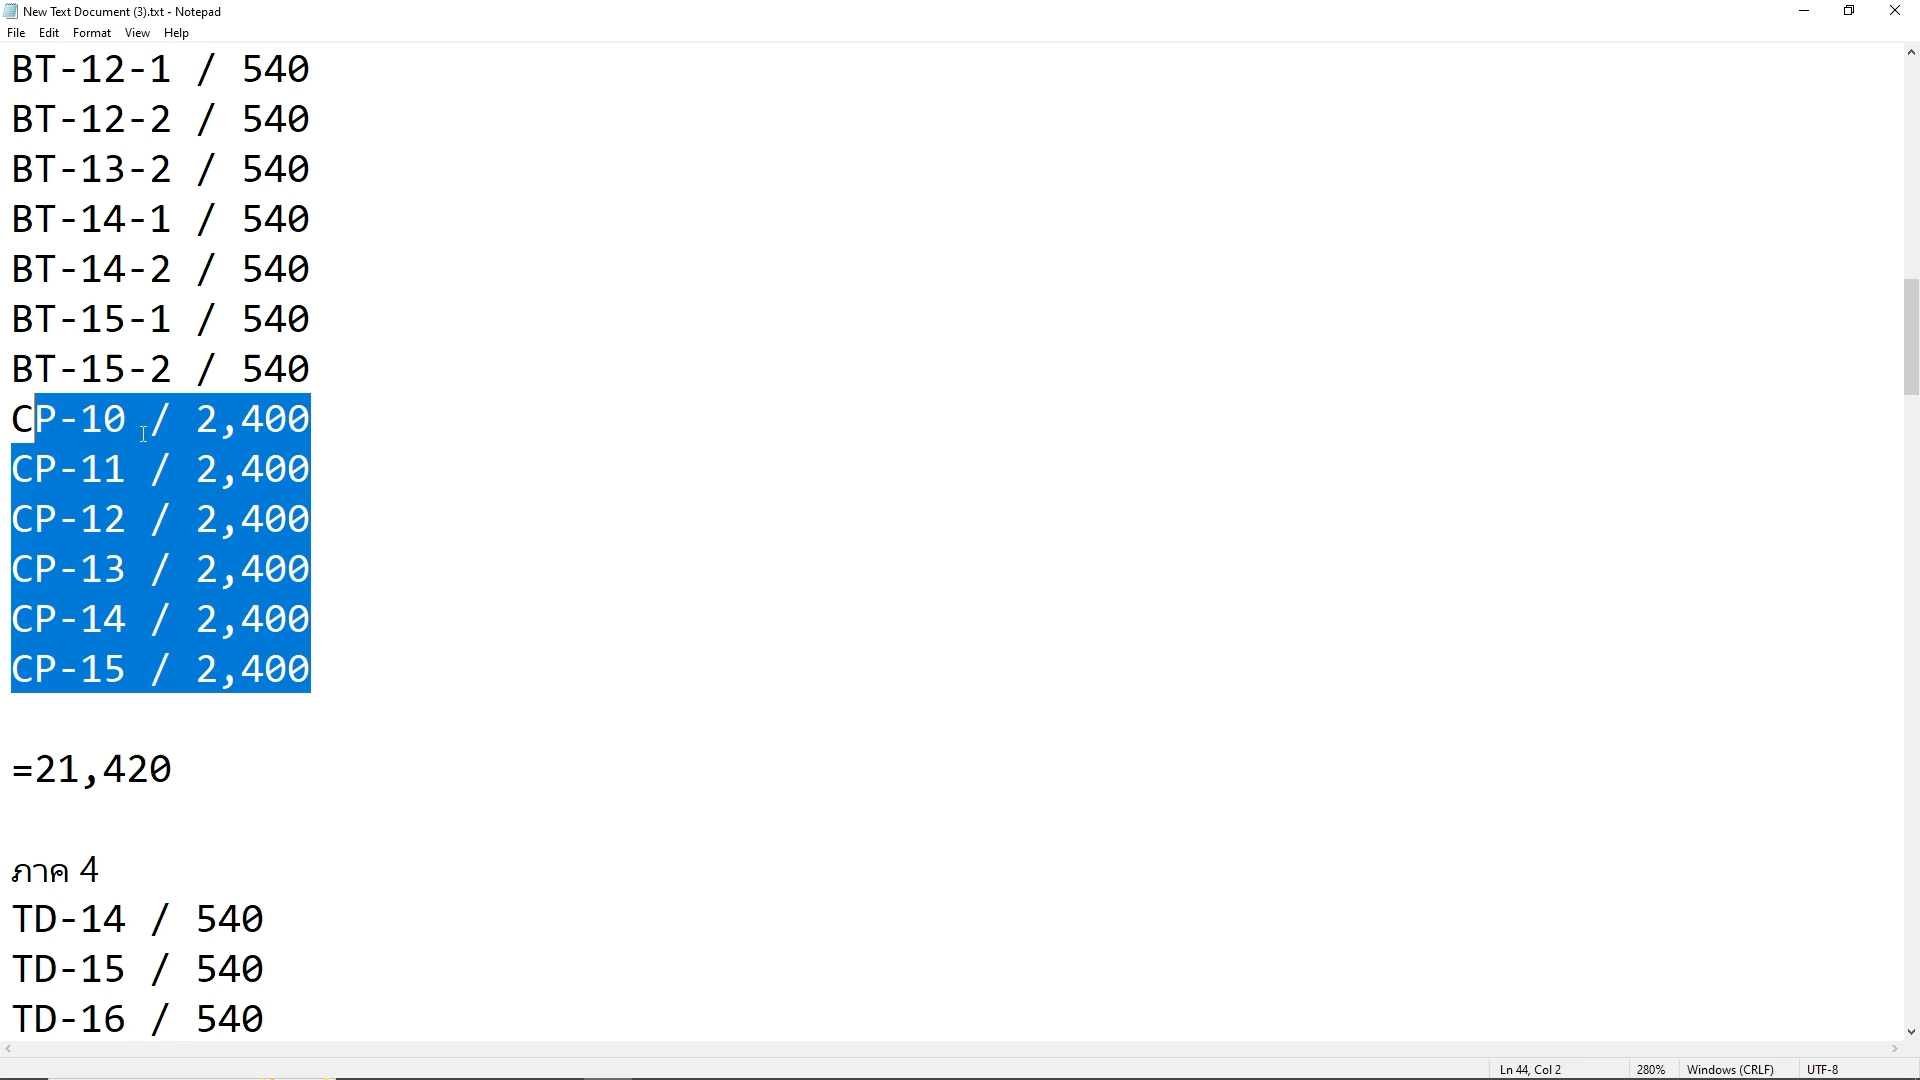 New Text Document (3).txt - Notepad
File Edit Format View Help
BT-12-1 / 540
BT-12-2 / 540
BT-13-2 / 540
BT-14-1 / 540
BT-14-2 / 540
BT-15-1 / 540
BT-15-2 / 540
CP-10 / 2,400
CP-11 / 2,400
CP-12 / 2,400
CP-13 / 2,400
CP-14 / 2,400
CP-15 / 2,400
=21,420
ภาค 4
TD-14 / 540
TD-15 / 540
TD-16 / 540
Ln 44, Col 2 280% Windows (CRLF) UTF-8